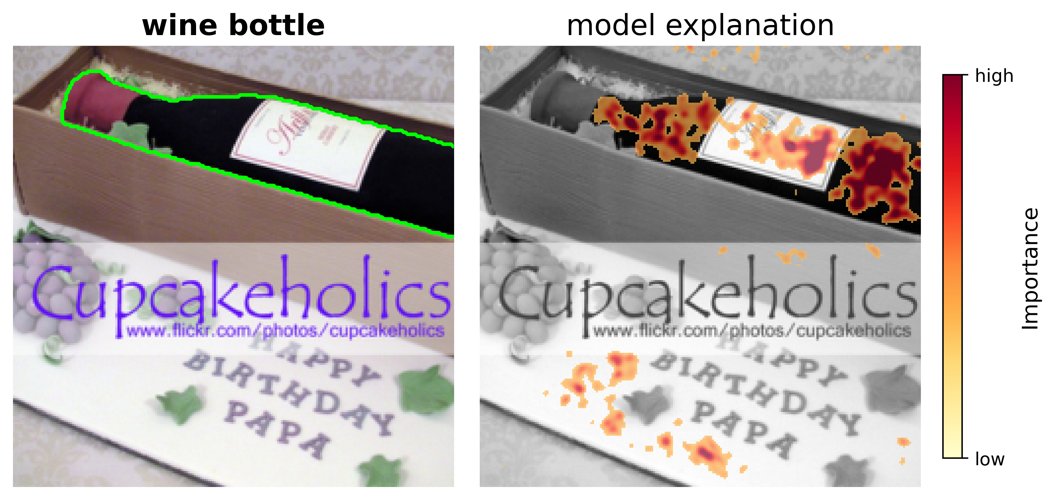 wine bottle
model explanation
Cupcakeholics
www.flickr.com/photos/cupcakeholics
HAPPY
BIRTHDAY
PAPA
Cupcakeholics
www.flickr.com/photos/cupcakeholics
HAPPY
BIRTHDAY
PAPA
high
Importance
low